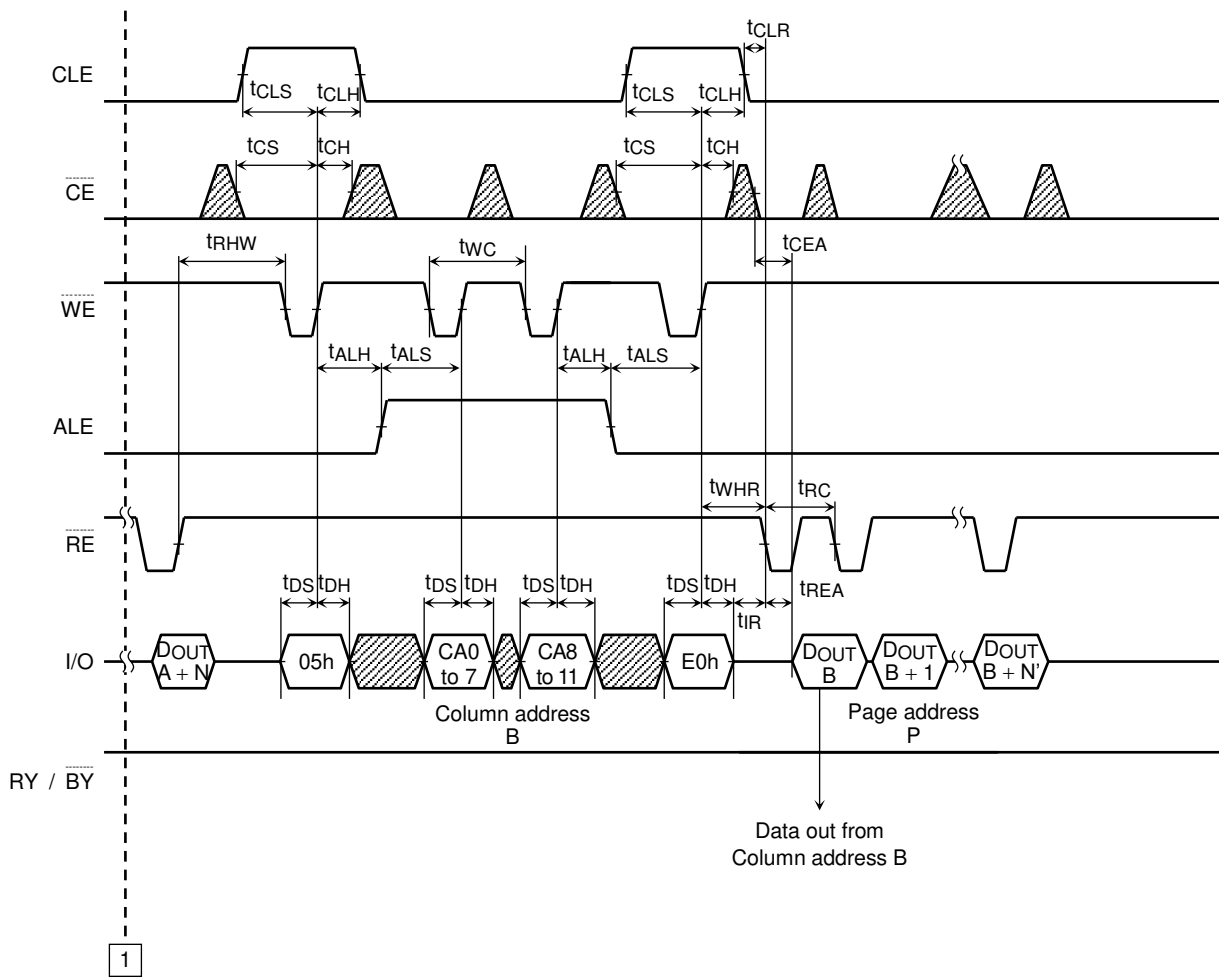 tCLR
CLE
tCLS tCLH tCLS tCLH
tCS tCH tCS tCH
CE
tCEA
tRHW tWC
WE
tALH tALS tALH tALS
ALE
tWHR tRC
RE
tDS tDH tDS tDH tDS tDH tDS tDH tREA
tIR
I/O
DOUT
A + N
05h
CA0
to 7
CA8
to 11
E0h
DOUT
B
DOUT
B + 1
DOUT
B + N'
Column address
B
Page address
P
RY / BY
Data out from
Column address B
1